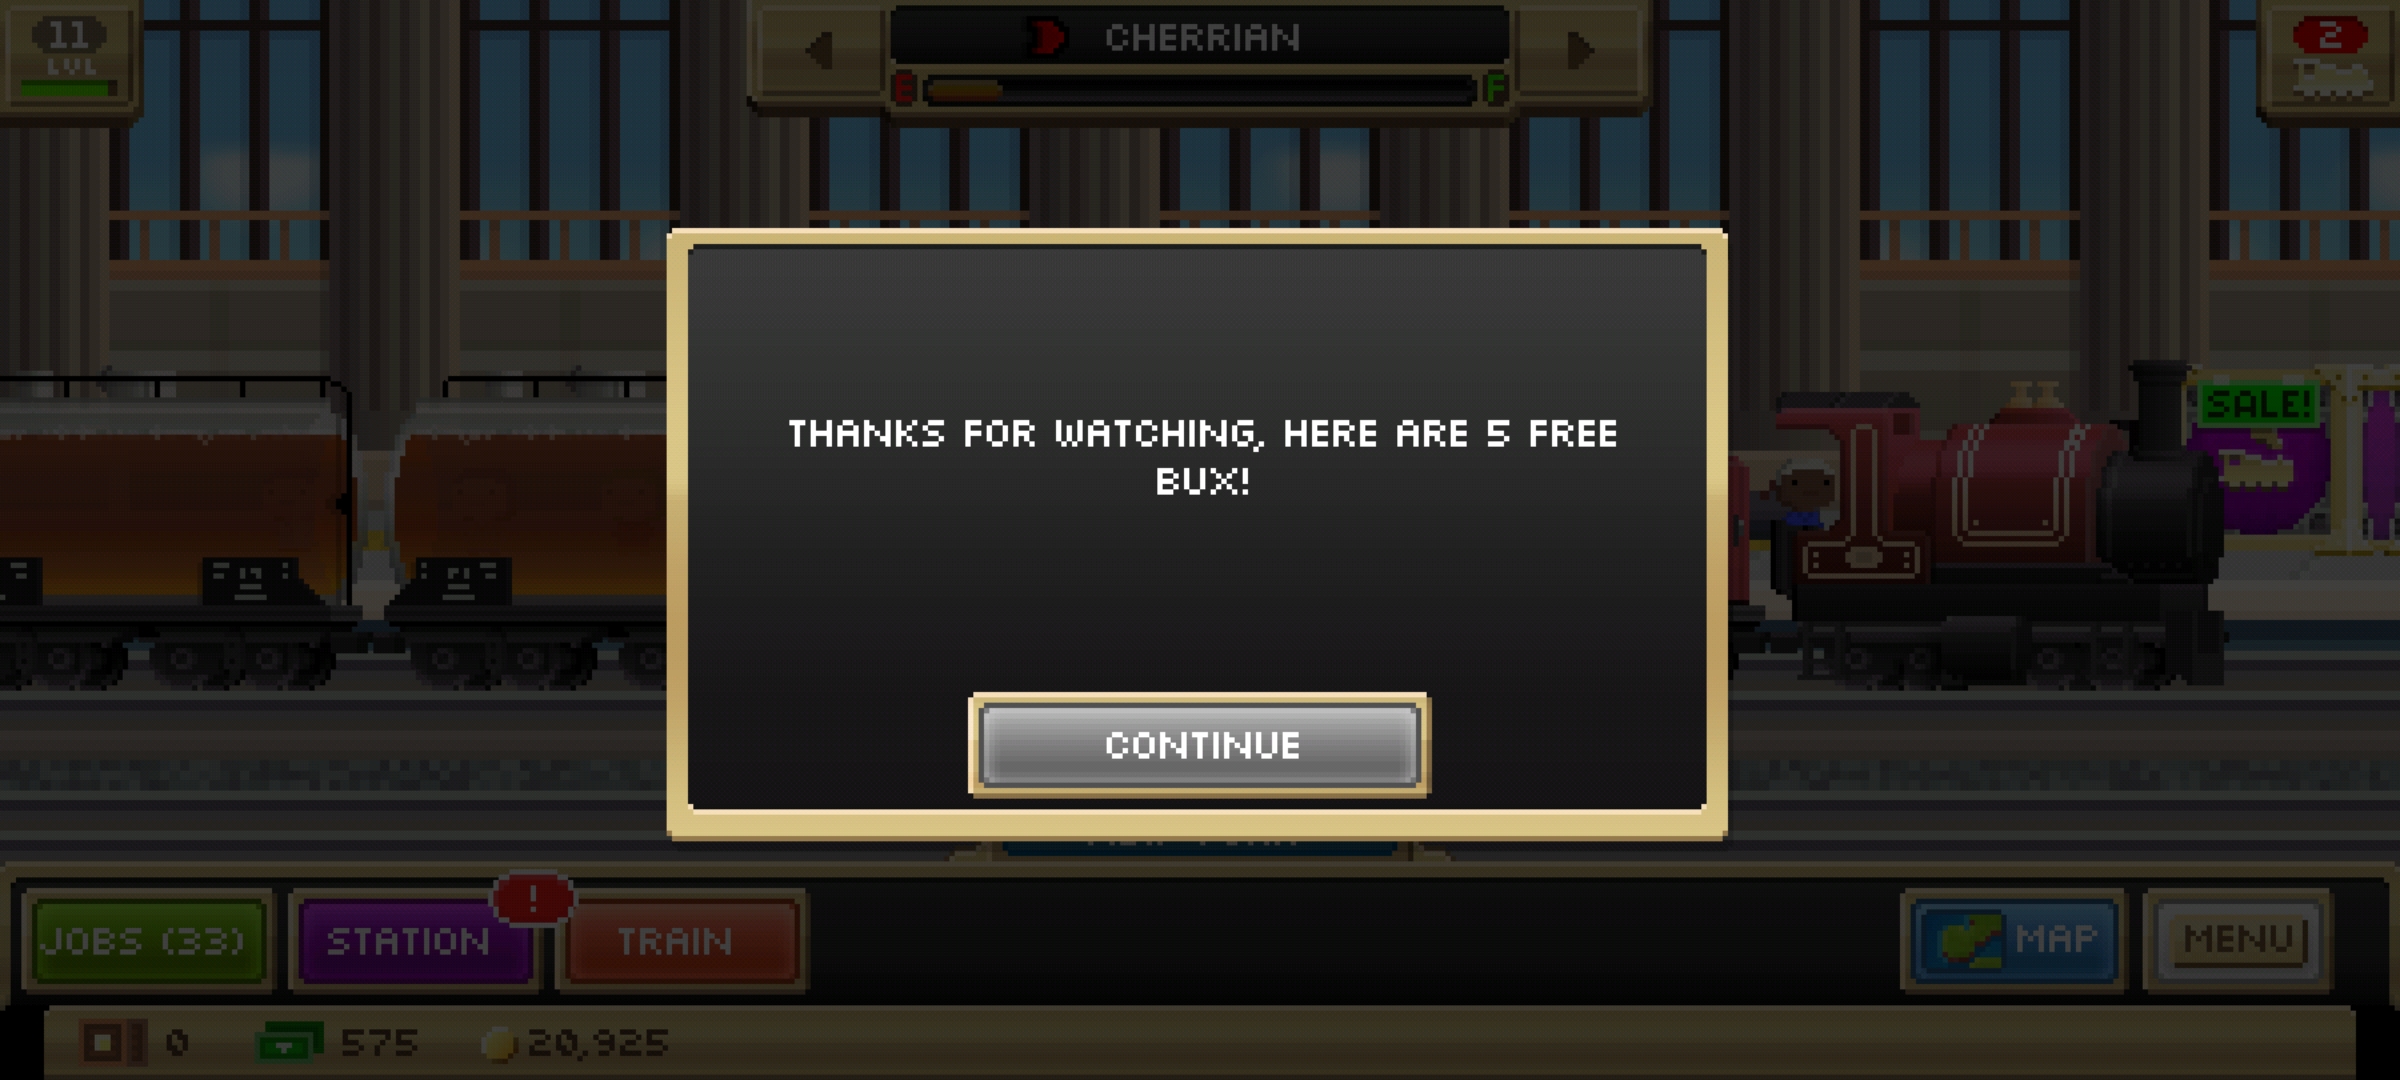 11
LVL
CHERRIAN
E
F
2
SALE!
THANKS FOR WATCHING, HERE ARE 5 FREE
BUX!
CONTINUE
JOBS (33)
STATION
!
TRAIN
MAP
MENU
0
575
20,925